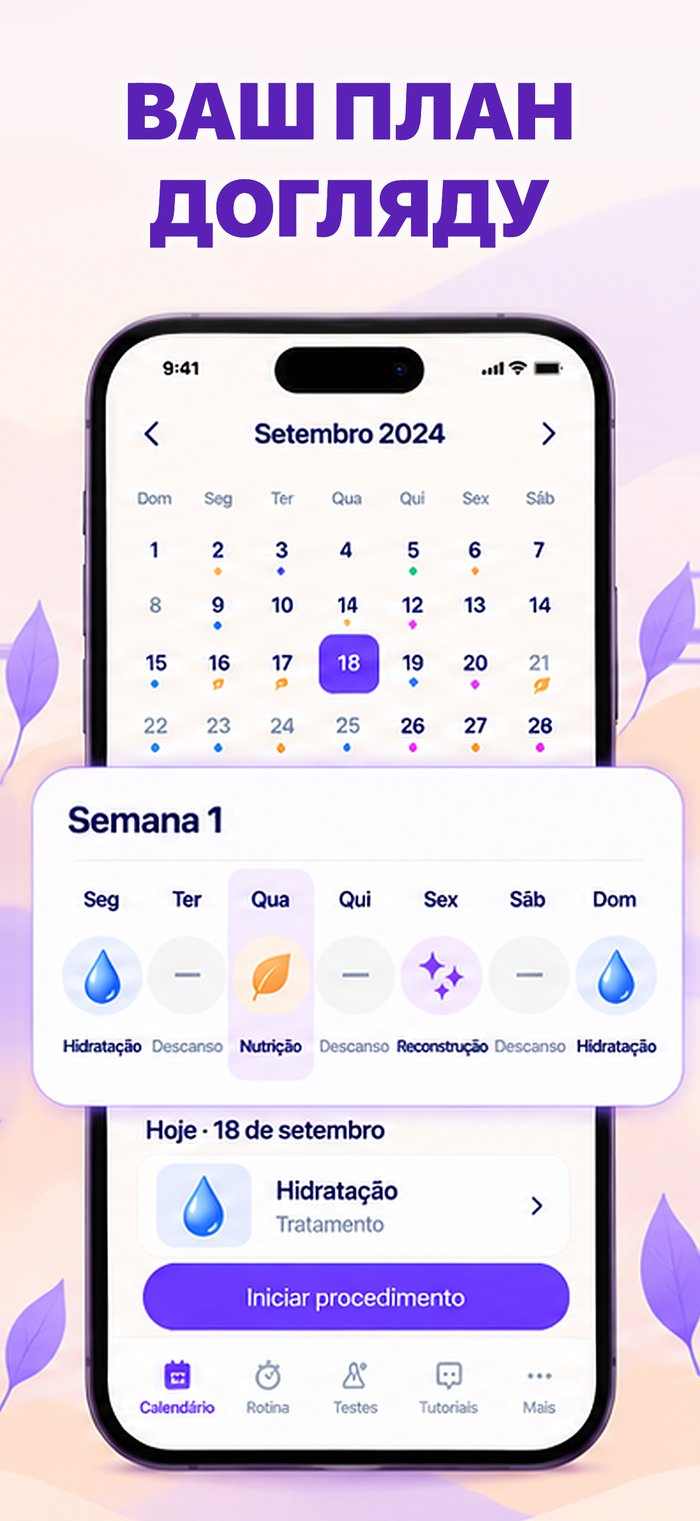 ВАШ ПЛАН
ДОГЛЯДУ
9:41
Setembro 2024
Dom Seg Ter Qua Qui Sex Sáb
1 2 3 4 5 6 7
8 9 10 14 12 13 14
15 16 17 18 19 20 21
22 23 24 25 26 27 28
Semana 1
Seg Ter Qua Qui Sex Sāb Dom
Hidratação Descanso Nutrição Descanso Reconstrução Descanso Hidratação
Hoje · 18 de setembro
Hidratação
Tratamento
Iniciar procedimento
Calendário Rotina Testes Tutoriais Mais